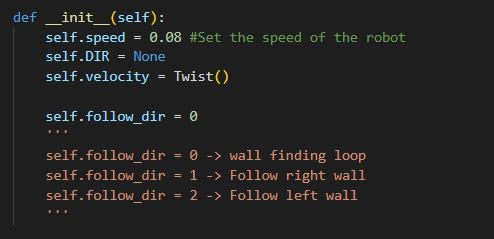 def __init__(self):
self.speed = 0.08 #Set the speed of the robot
self.DIR = None
self.velocity = Twist()
self.follow_dir = 0
'''
self.follow_dir = 0 -> wall finding loop
self.follow_dir = 1 -> Follow right wall
self.follow_dir = 2 -> Follow left wall
'''